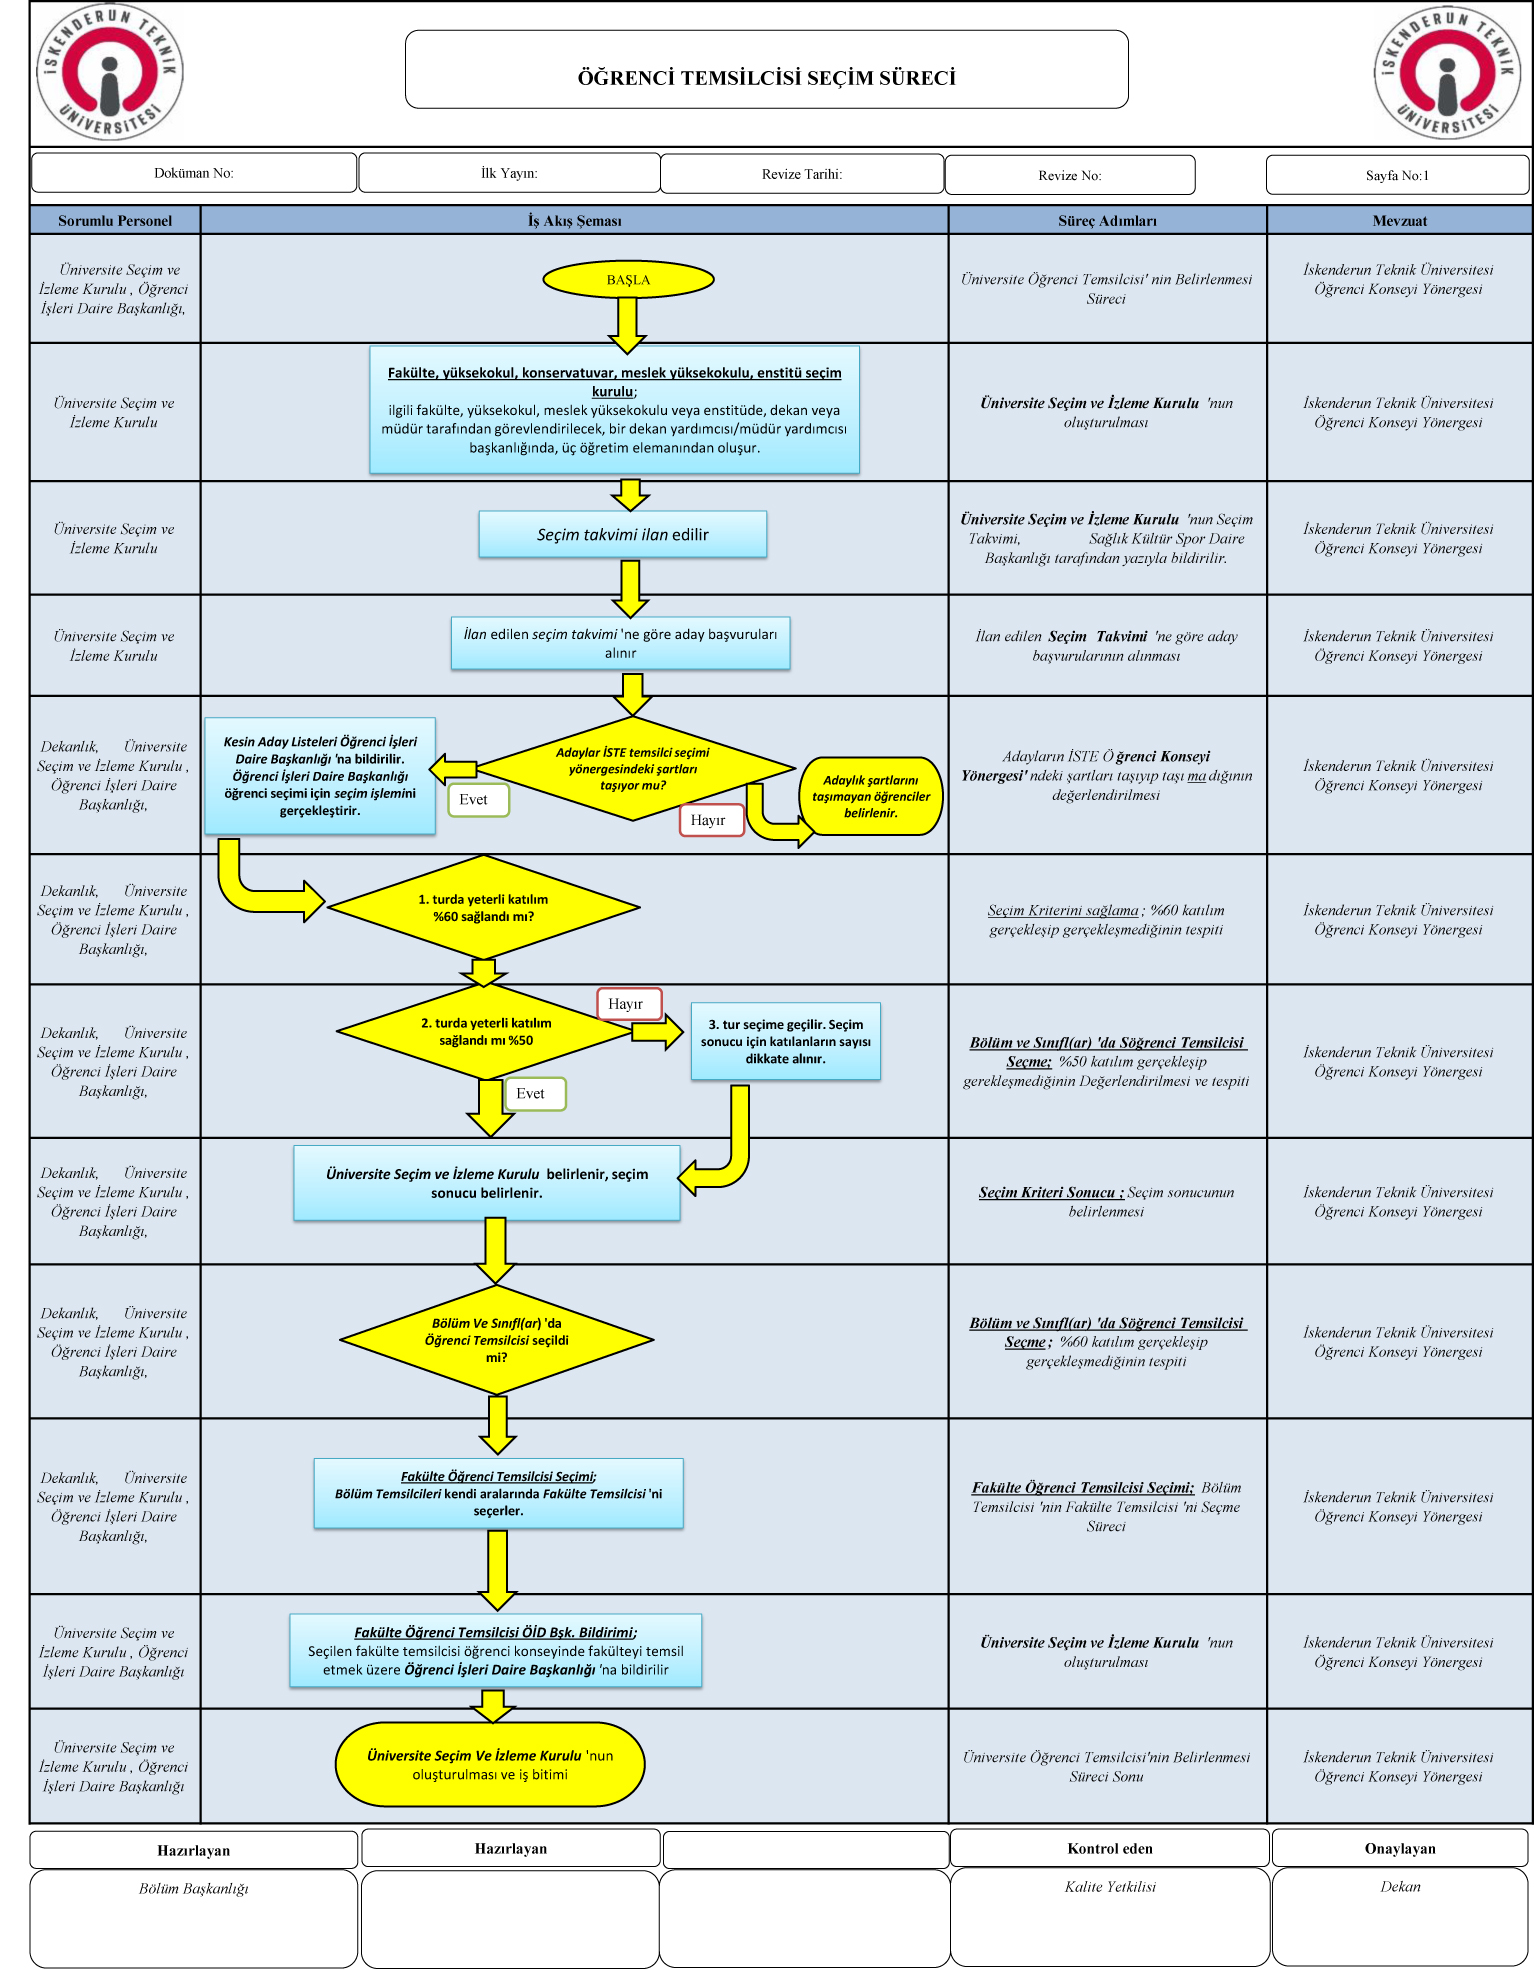 İSKENDERUN TEKNİK
ÜNİVERSİTESİ
ÖĞRENCİ TEMSİLCİSİ SEÇİM SÜRECİ
İSKENDERUN TEKNİK
ÜNİVERSİTESİ
Doküman No:
İlk Yayın:
Revize Tarihi:
Revize No:
Sayfa No:1
Sorumlu Personel
İş Akış Şeması
Süreç Adımları
Mevzuat
Üniversite Seçim ve
İzleme Kurulu , Öğrenci
İşleri Daire Başkanlığı,
BAŞLA
Üniversite Öğrenci Temsilcisi' nin Belirlenmesi
Süreci
İskenderun Teknik Üniversitesi
Öğrenci Konseyi Yönergesi
Üniversite Seçim ve
İzleme Kurulu
Fakülte, yüksekokul, konservatuvar, meslek yüksekokulu, enstitü seçim
kurulu;
ilgili fakülte, yüksekokul, meslek yüksekokulu veya enstitüde, dekan veya
müdür tarafından görevlendirilecek, bir dekan yardımcısı/müdür yardımcısı
başkanlığında, üç öğretim elemanından oluşur.
Üniversite Seçim ve İzleme Kurulu 'nun
oluşturulması
İskenderun Teknik Üniversitesi
Öğrenci Konseyi Yönergesi
Üniversite Seçim ve
İzleme Kurulu
Seçim takvimi ilan edilir
Üniversite Seçim ve İzleme Kurulu 'nun Seçim
Takvimi, Sağlık Kültür Spor Daire
Başkanlığı tarafından yazıyla bildirilir.
İskenderun Teknik Üniversitesi
Öğrenci Konseyi Yönergesi
Üniversite Seçim ve
İzleme Kurulu
İlan edilen seçim takvimi 'ne göre aday başvuruları
alınır
İlan edilen Seçim Takvimi 'ne göre aday
başvurularının alınması
İskenderun Teknik Üniversitesi
Öğrenci Konseyi Yönergesi
Dekanlık, Üniversite
Seçim ve İzleme Kurulu ,
Öğrenci İşleri Daire
Başkanlığı,
Kesin Aday Listeleri Öğrenci İşleri
Daire Başkanlığı 'na bildirilir.
Öğrenci İşleri Daire Başkanlığı
öğrenci seçimi için seçim işlemini
gerçekleştirir.
Evet
Adaylar İSTE temsilci seçimi
yönergesindeki şartları
taşıyor mu?
Hayır
Adaylık şartlarını
taşımayan öğrenciler
belirlenir.
Adayların İSTE Ö ğrenci Konseyi
Yönergesi' ndeki şartları taşıyıp taşı ma dığının
değerlendirilmesi
İskenderun Teknik Üniversitesi
Öğrenci Konseyi Yönergesi
Dekanlık, Üniversite
Seçim ve İzleme Kurulu ,
Öğrenci İşleri Daire
Başkanlığı,
1. turda yeterli katılım
%60 sağlandı mı?
Seçim Kriterini sağlama ; %60 katılım
gerçekleşip gerçekleşmediğinin tespiti
İskenderun Teknik Üniversitesi
Öğrenci Konseyi Yönergesi
Dekanlık, Üniversite
Seçim ve İzleme Kurulu ,
Öğrenci İşleri Daire
Başkanlığı,
2. turda yeterli katılım
sağlandı mı %50
Hayır
Evet
3. tur seçime geçilir. Seçim
sonucu için katılanların sayısı
dikkate alınır.
Bölüm ve Sınıfl(ar) 'da Söğrenci Temsilcisi
Seçme; %50 katılım gerçekleşip
gerekleşmediğinin Değerlendirilmesi ve tespiti
İskenderun Teknik Üniversitesi
Öğrenci Konseyi Yönergesi
Dekanlık, Üniversite
Seçim ve İzleme Kurulu ,
Öğrenci İşleri Daire
Başkanlığı,
Üniversite Seçim ve İzleme Kurulu belirlenir, seçim
sonucu belirlenir.
Seçim Kriteri Sonucu ; Seçim sonucunun
belirlenmesi
İskenderun Teknik Üniversitesi
Öğrenci Konseyi Yönergesi
Dekanlık, Üniversite
Seçim ve İzleme Kurulu ,
Öğrenci İşleri Daire
Başkanlığı,
Bölüm Ve Sınıfl(ar) 'da
Öğrenci Temsilcisi seçildi
mi?
Bölüm ve Sınıfl(ar) 'da Söğrenci Temsilcisi
Seçme ; %60 katılım gerçekleşip
gerçekleşmediğinin tespiti
İskenderun Teknik Üniversitesi
Öğrenci Konseyi Yönergesi
Dekanlık, Üniversite
Seçim ve İzleme Kurulu ,
Öğrenci İşleri Daire
Başkanlığı,
Fakülte Öğrenci Temsilcisi Seçimi;
Bölüm Temsilcileri kendi aralarında Fakülte Temsilcisi 'ni
seçerler.
Fakülte Öğrenci Temsilcisi Seçimi; Bölüm
Temsilcisi 'nin Fakülte Temsilcisi 'ni Seçme
Süreci
İskenderun Teknik Üniversitesi
Öğrenci Konseyi Yönergesi
Üniversite Seçim ve
İzleme Kurulu , Öğrenci
İşleri Daire Başkanlığı
Fakülte Öğrenci Temsilcisi ÖİD Bşk. Bildirimi;
Seçilen fakülte temsilcisi öğrenci konseyinde fakülteyi temsil
etmek üzere Öğrenci İşleri Daire Başkanlığı 'na bildirilir
Üniversite Seçim ve İzleme Kurulu 'nun
oluşturulması
İskenderun Teknik Üniversitesi
Öğrenci Konseyi Yönergesi
Üniversite Seçim ve
İzleme Kurulu , Öğrenci
İşleri Daire Başkanlığı
Üniversite Seçim Ve İzleme Kurulu 'nun
oluşturulması ve iş bitimi
Üniversite Öğrenci Temsilcisi'nin Belirlenmesi
Süreci Sonu
İskenderun Teknik Üniversitesi
Öğrenci Konseyi Yönergesi
Hazırlayan
Hazırlayan
Kontrol eden
Onaylayan
Bölüm Başkanlığı
Kalite Yetkilisi
Dekan